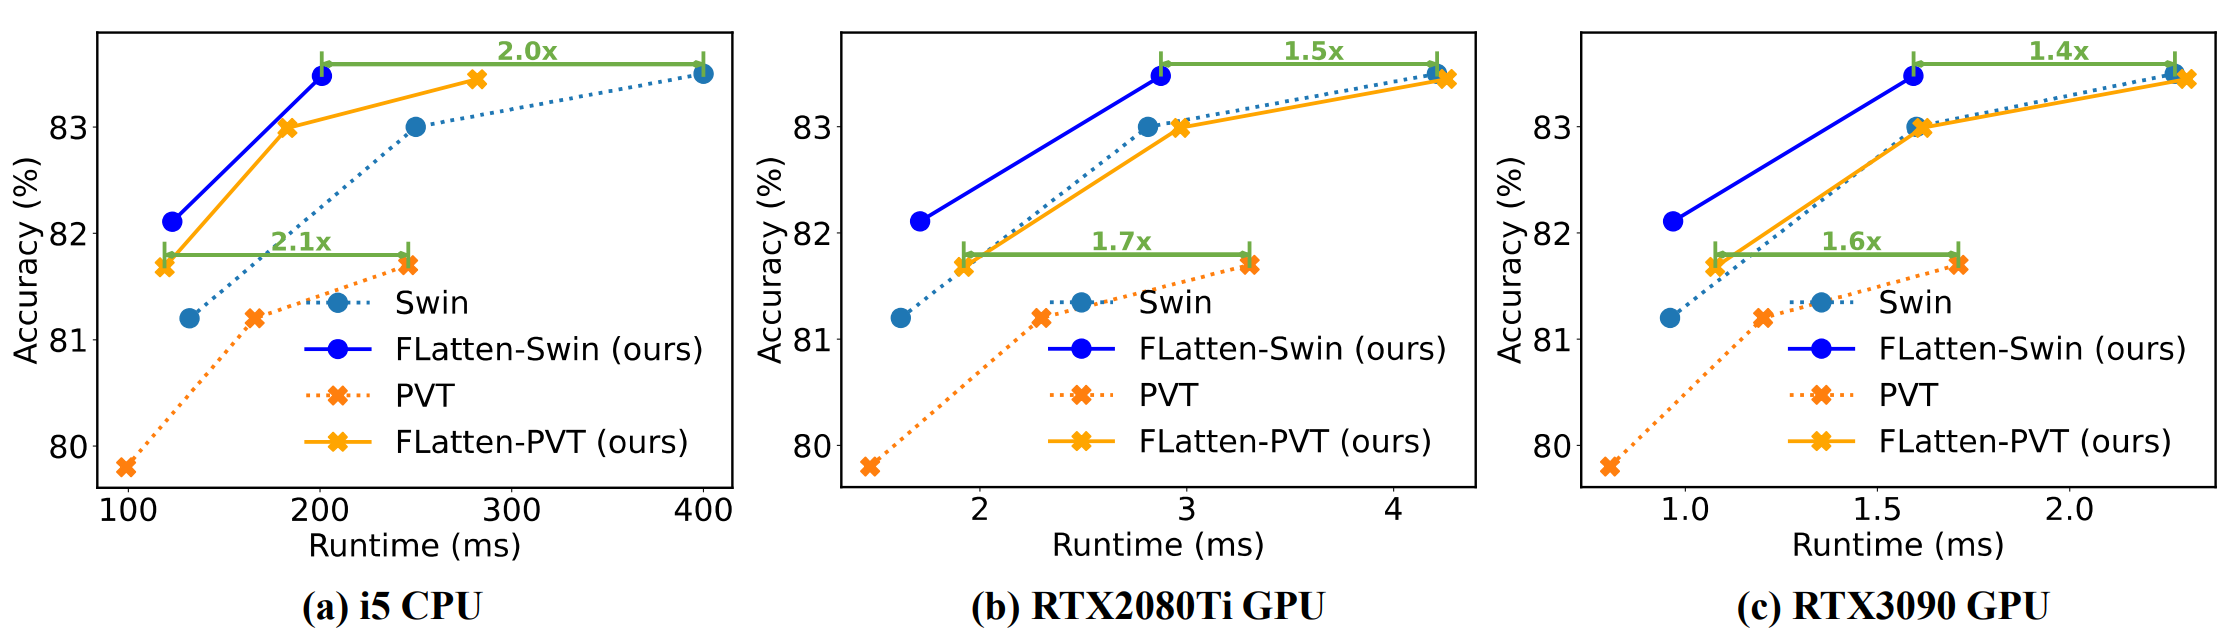 2.0x
2.1x
83
82
81
80
Accuracy (%)
Swin
FLatten-Swin (ours)
PVT
FLatten-PVT (ours)
100 200 300 400
Runtime (ms)
(a) i5 CPU
1.5x
1.7x
83
82
81
80
Accuracy (%)
Swin
FLatten-Swin (ours)
PVT
FLatten-PVT (ours)
2 3 4
Runtime (ms)
(b) RTX2080Ti GPU
1.4x
1.6x
83
82
81
80
Accuracy (%)
Swin
FLatten-Swin (ours)
PVT
FLatten-PVT (ours)
1.0 1.5 2.0
Runtime (ms)
(c) RTX3090 GPU